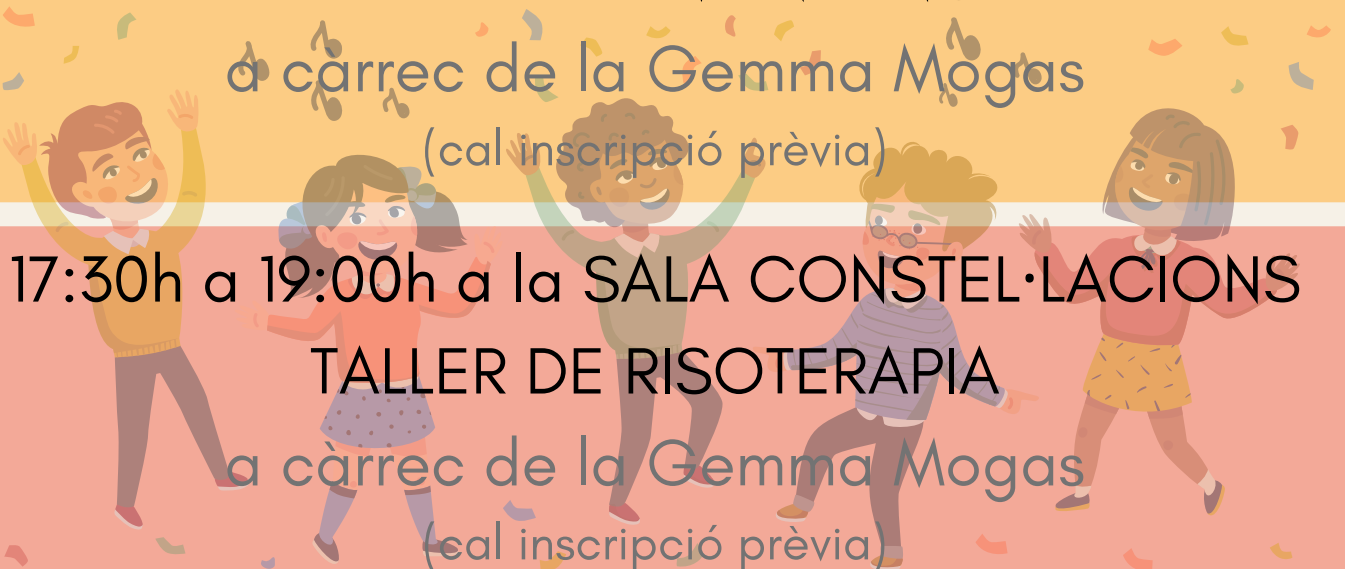 a càrrec de la Gemma Mogas
(cal inscripció prèvia)
17:30h a 19:00h a la SALA CONSTEL·LACIONS
TALLER DE RISOTERAPIA
a càrrec de la Gemma Mogas
(cal inscripció prèvia)